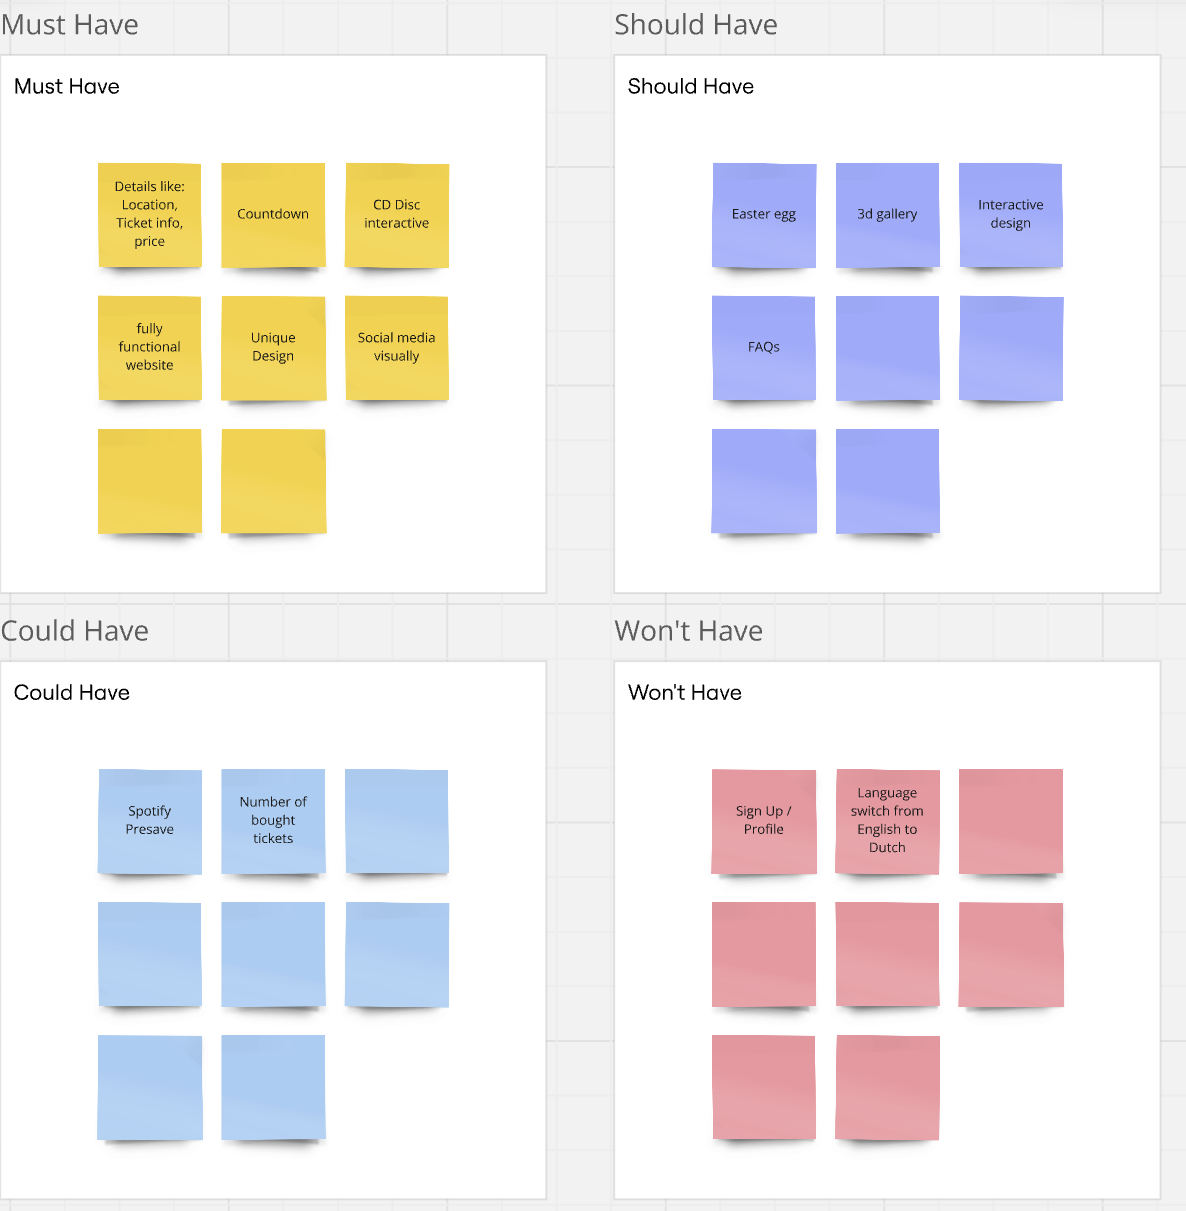 Must Have
Must Have
Details like:
Location,
Ticket info,
price
Countdown
CD Disc
interactive
fully
functional
website
Unique
Design
Social media
visually
Should Have
Should Have
Easter egg
3d gallery
Interactive
design
FAQs
Could Have
Could Have
Spotify
Presave
Number of
bought
tickets
Won't Have
Won't Have
Sign Up /
Profile
Language
switch from
English to
Dutch